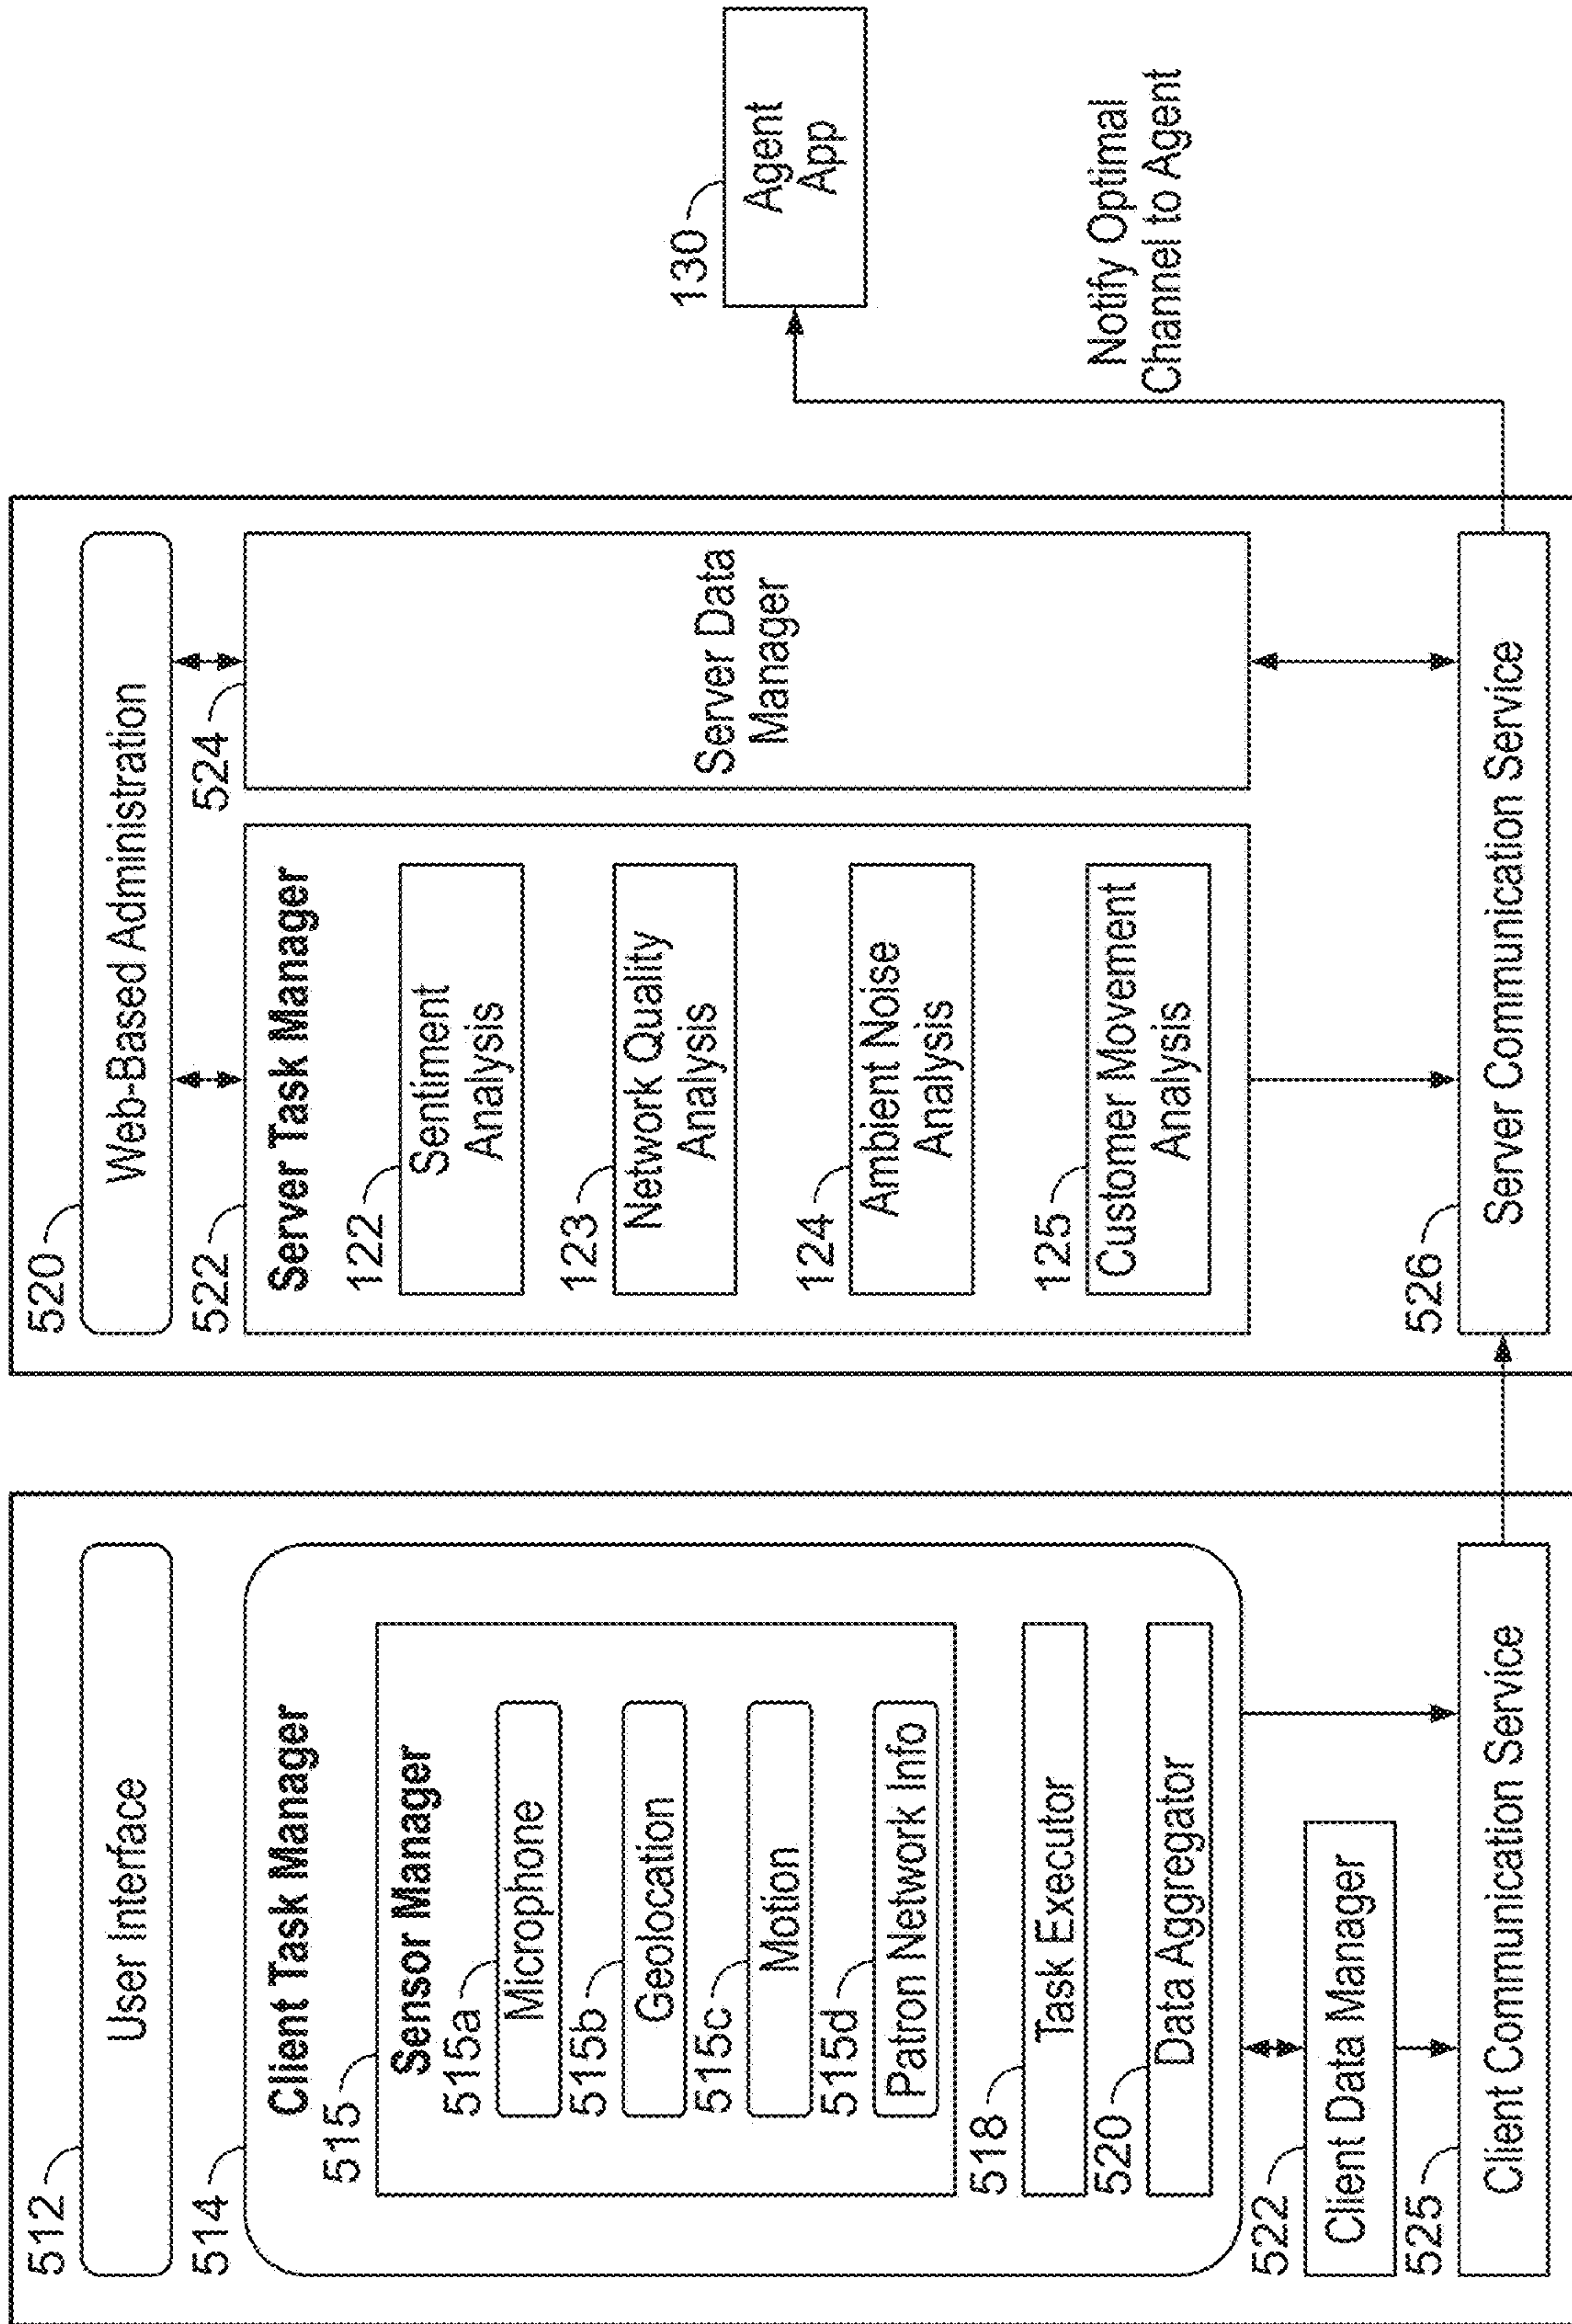 512
User Interface
514
Client Task Manager
515
Sensor Manager
515a
Microphone
515b
Geolocation
515c
Motion
515d
Patron Network Info
518
Task Executor
520
Data Aggregator
522
Client Data Manager
525
Client Communication Service
520
Web-Based Administration
522
Server Task Manager
122
Sentiment
Analysis
123
Network Quality
Analysis
124
Ambient Noise
Analysis
125
Customer Movement
Analysis
524
Server Data
Manager
526
Server Communication Service
130
Agent
App
Notify Optimal
Channel to Agent